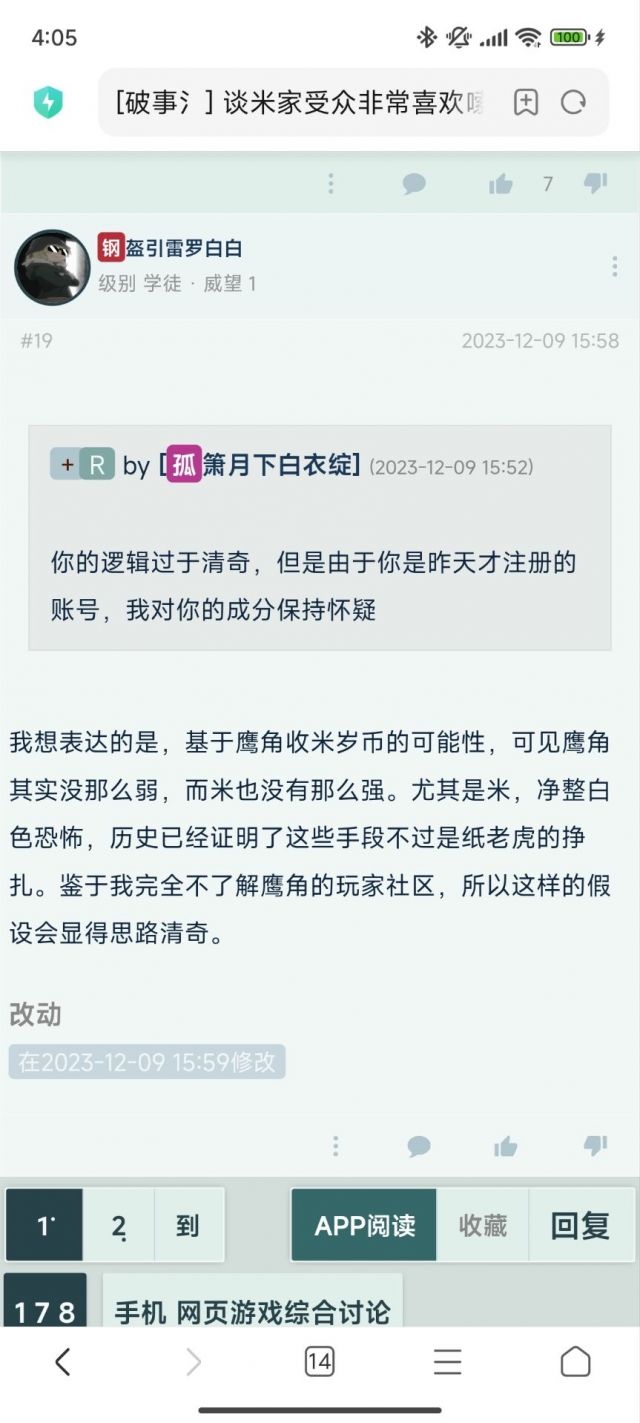 4:05
100
[破事氵] 谈米家受众非常喜欢
7
钢盔引雷罗白白
级别 学徒 · 威望 1
#19
2023-12-09 15:58
+ R by [孤箫月下白衣绽] (2023-12-09 15:52)
你的逻辑过于清奇，但是由于你是昨天才注册的
账号，我对你的成分保持怀疑
我想表达的是，基于鹰角收米岁币的可能性，可见鹰角
其实没那么弱，而米也没有那么强。尤其是米，净整白
色恐怖，历史已经证明了这些手段不过是纸老虎的挣
扎。鉴于我完全不了解鹰角的玩家社区，所以这样的假
设会显得思路清奇。
改动
在2023-12-09 15:59修改
1 2 到 APP阅读 收藏 回复
178 手机 网页游戏综合讨论
14